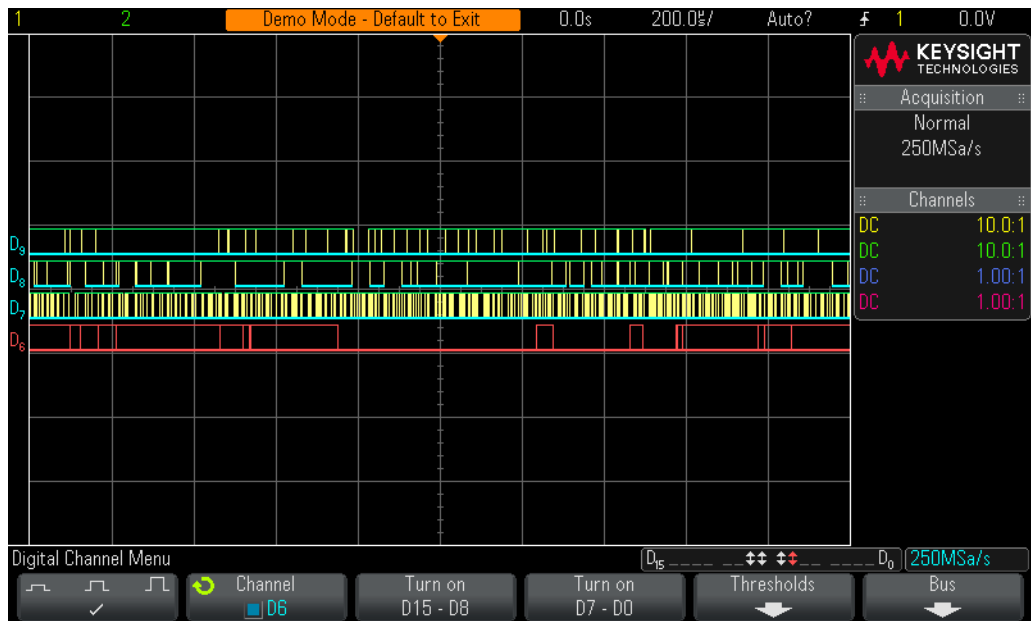 1 2 Demo Mode - Default to Exit 0.0s 200.0㎲/ Auto? 1 0.0V
KEYSIGHT
TECHNOLOGIES
Acquisition
Normal
250MSa/s
Channels
DC 10.0:1
DC 10.0:1
DC 1.00:1
DC 1.00:1
D9
D8
D7
D6
Digital Channel Menu D15 D0 250MSa/s
Channel Turn on Turn on Thresholds Bus
D6 D15 - D8 D7 - D0